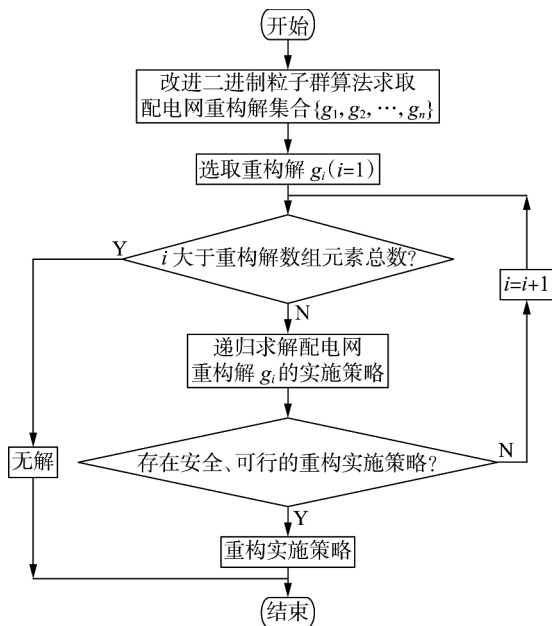 开始
改进二进制粒子群算法求取
配电网重构解集合{g1, g2, …, gn}
选取重构解 gi(i=1)
Y
i 大于重构解数组元素总数?
i=i+1
N
递归求解配电网
重构解 gi 的实施策略
无解
存在安全、可行的重构实施策略?
N
Y
重构实施策略
结束